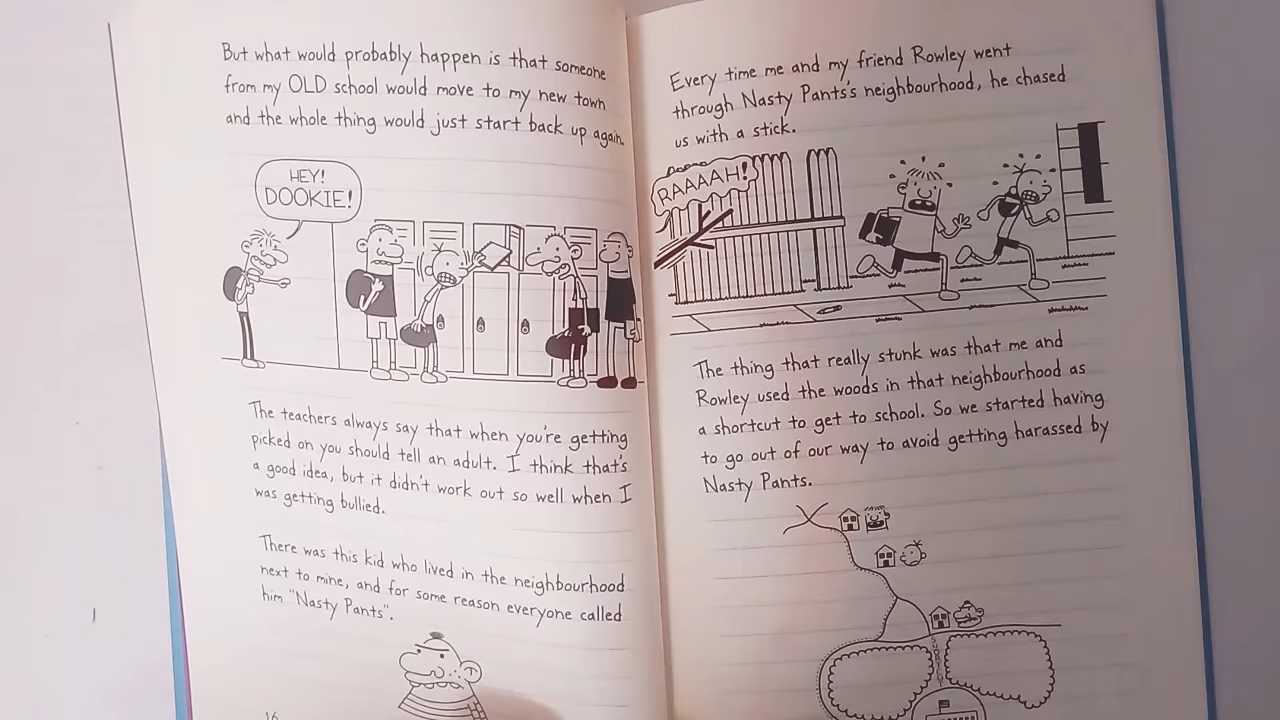 But what would probably happen is that someone
from my OLD school would move to my new town
and the whole thing would just start back up again.
HEY!
DOOKIE!
The teachers always say that when you're getting
picked on you should tell an adult. I think that's
a good idea, but it didn't work out so well when I
was getting bullied.
There was this kid who lived in the neighbourhood
next to mine, and for some reason everyone called
him "Nasty Pants".
16
Every time me and my friend Rowley went
through Nasty Pants's neighbourhood, he chased
us with a stick.
RAAAAH!
The thing that really stunk was that me and
Rowley used the woods in that neighbourhood as
a shortcut to get to school. So we started having
to go out of our way to avoid getting harassed by
Nasty Pants.